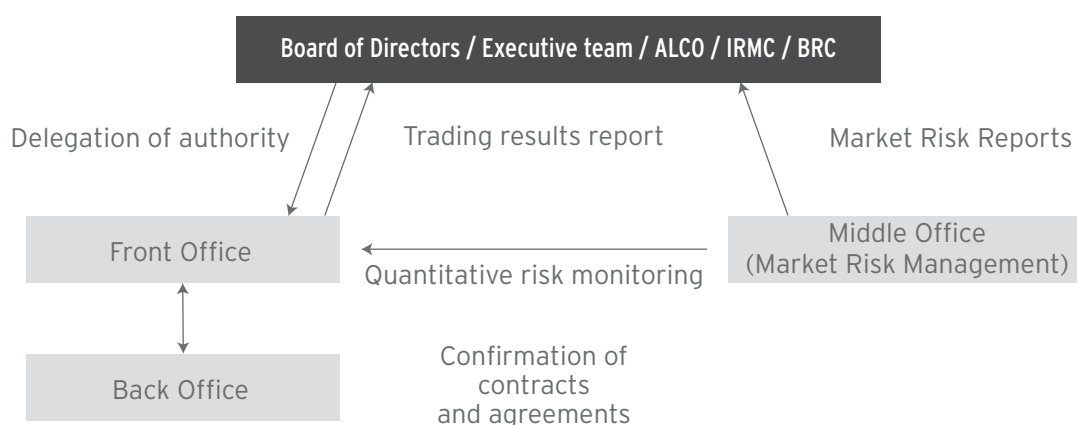 Board of Directors / Executive team / ALCO / IRMC / BRC
Delegation of authority
Trading results report
Market Risk Reports
Front Office
Middle Office
(Market Risk Management)
Quantitative risk monitoring
Back Office
Confirmation of
contracts
and agreements